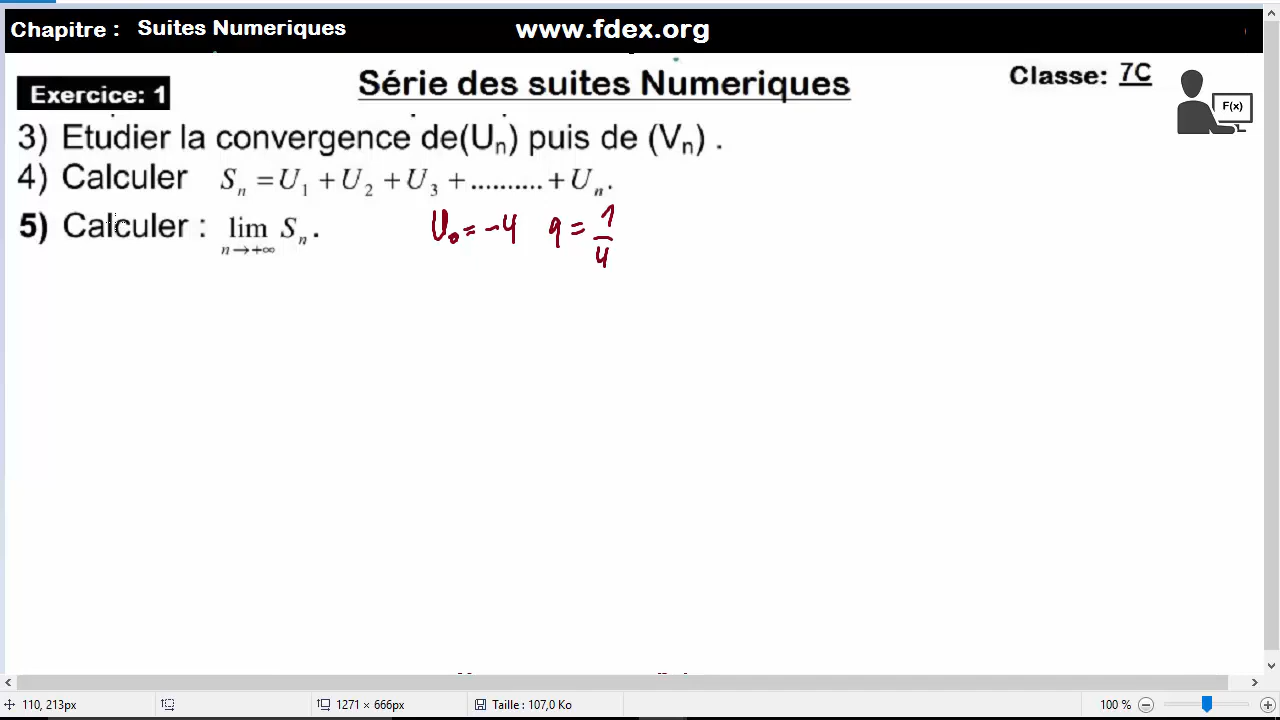 Chapitre : Suites Numeriques www.fdex.org
Exercice: 1 Série des suites Numeriques Classe: 7C
F(x)
3) Etudier la convergence de(Un) puis de (Vn) .
4) Calculer Sn = U1 + U2 + U3 + .......... + Un.
5) Calculer : lim n→+∞ Sn . U0 = -4 q = 1/4
110, 213px 1271 × 666px Taille : 107,0 Ko 100 %